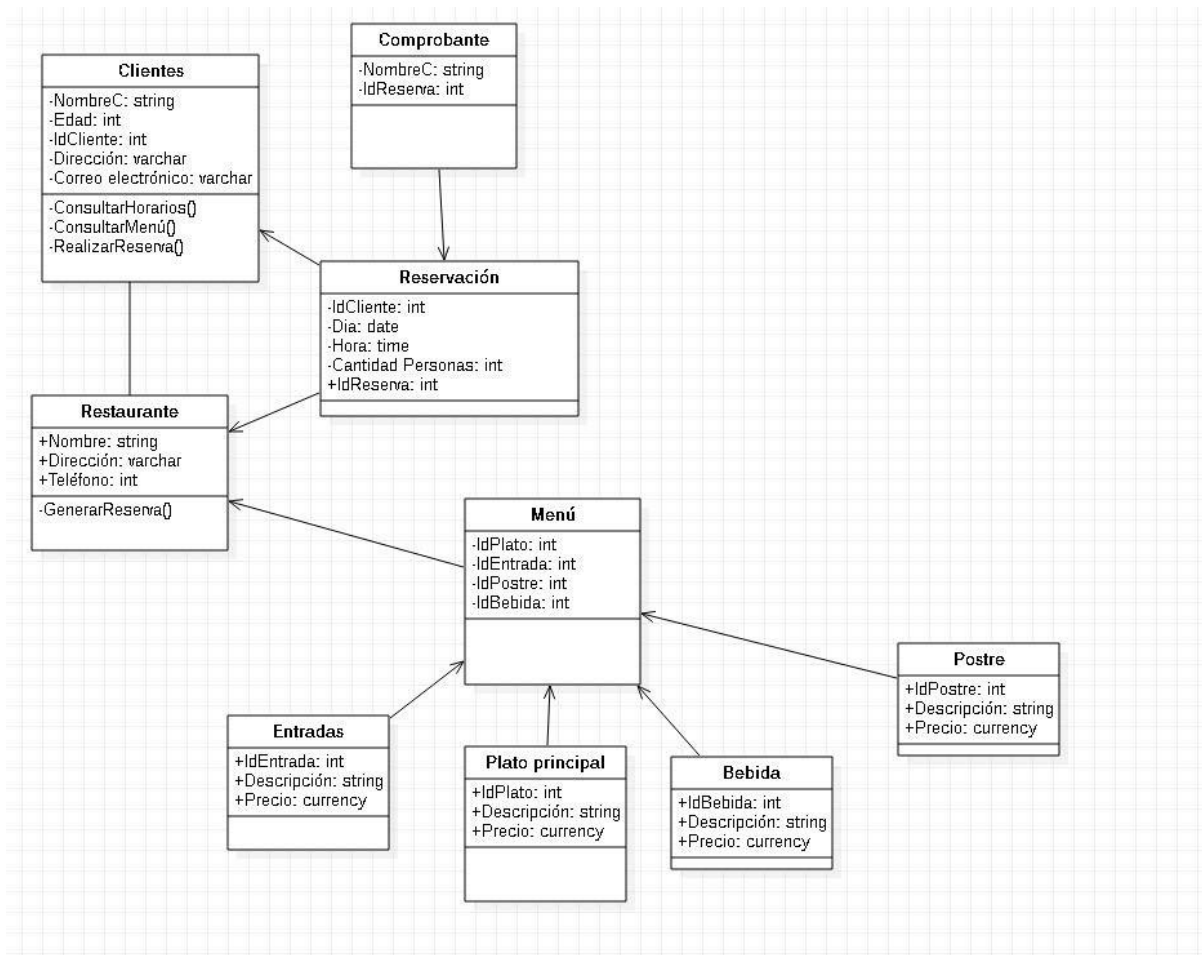 Comprobante
-NombreC: string
-IdReserva: int
Clientes
-NombreC: string
-Edad: int
-IdCliente: int
-Dirección: varchar
-Correo electrónico: varchar
-ConsultarHorarios()
-ConsultarMenú()
-RealizarReserva()
Reservación
-IdCliente: int
-Dia: date
-Hora: time
-Cantidad Personas: int
+IdReserva: int
Restaurante
+Nombre: string
+Dirección: varchar
+Teléfono: int
-GenerarReserva()
Menú
-IdPlato: int
-IdEntrada: int
-IdPostre: int
-IdBebida: int
Postre
+IdPostre: int
+Descripción: string
+Precio: currency
Entradas
+IdEntrada: int
+Descripción: string
+Precio: currency
Plato principal
+IdPlato: int
+Descripción: string
+Precio: currency
Bebida
+IdBebida: int
+Descripción: string
+Precio: currency